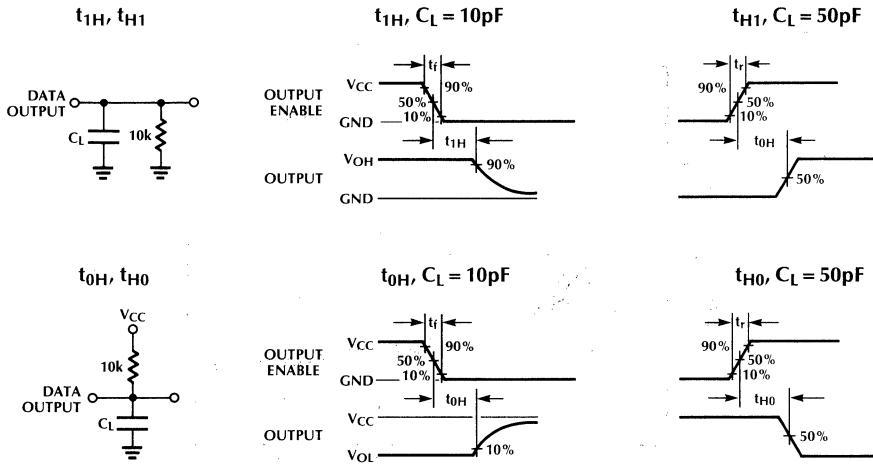 t1H, tH1
DATA
OUTPUT
CL
10k
t1H, CL = 10pF
tf
VCC
90%
OUTPUT
ENABLE
50%
10%
GND
t1H
VOH
90%
OUTPUT
GND
tH1, CL = 50pF
tr
90%
50%
10%
t0H
50%
t0H, tH0
VCC
10k
DATA
OUTPUT
CL
t0H, CL = 10pF
tf
VCC
90%
OUTPUT
ENABLE
50%
10%
GND
t0H
VCC
OUTPUT
10%
VOL
tH0, CL = 50pF
tr
90%
50%
10%
tH0
50%